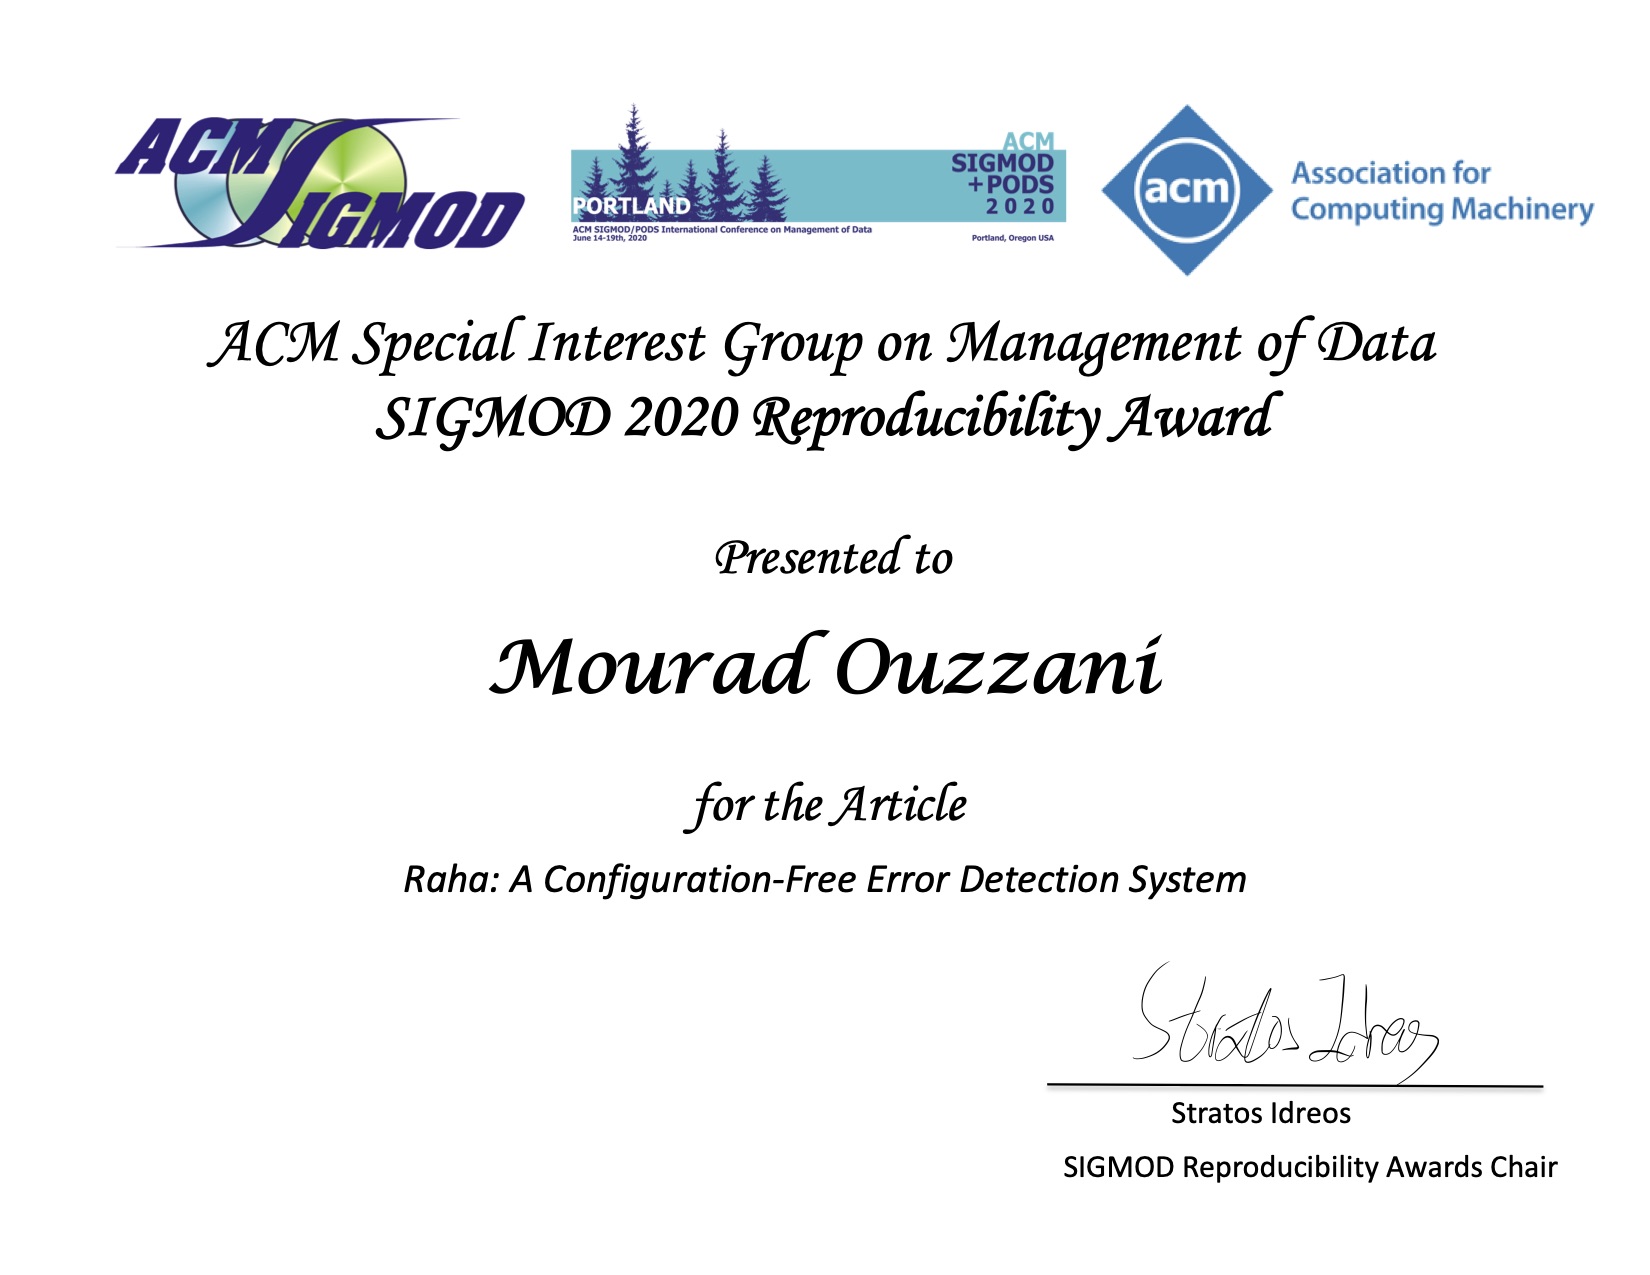 ACM SIGMOD
PORTLAND
ACM
SIGMOD
+PODS
2020
ACM SIGMOD/PODS International Conference on Management of Data
June 14-19th, 2020
Portland, Oregon USA
acm
Association for
Computing Machinery
ACM Special Interest Group on Management of Data
SIGMOD 2020 Reproducibility Award
Presented to
Mourad Ouzzani
for the Article
Raha: A Configuration-Free Error Detection System
Stratos Idreos
Stratos Idreos
SIGMOD Reproducibility Awards Chair